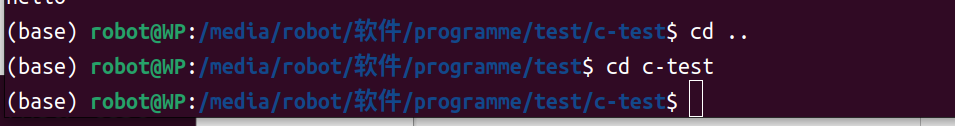 hello
(base) robot@WP:/media/robot/软件/programme/test/c-test$ cd ..
(base) robot@WP:/media/robot/软件/programme/test$ cd c-test
(base) robot@WP:/media/robot/软件/programme/test/c-test$